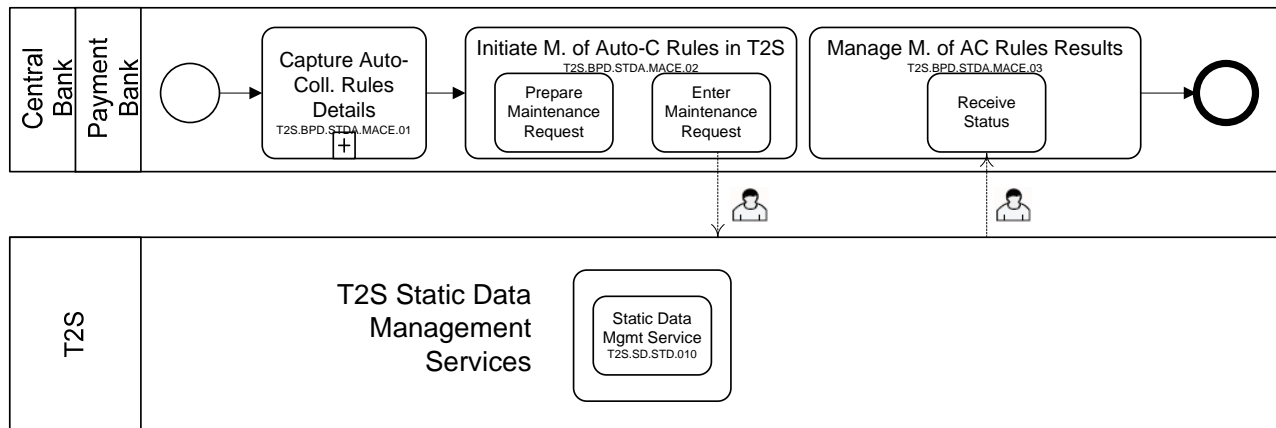 Central
Bank
Payment
Bank
Capture Auto-
Coll. Rules
Details
T2S.BPD.STDA.MACE.01
Initiate M. of Auto-C Rules in T2S
T2S.BPD.STDA.MACE.02
Prepare
Maintenance
Request
Enter
Maintenance
Request
Manage M. of AC Rules Results
T2S.BPD.STDA.MACE.03
Receive
Status
T2S
T2S Static Data
Management
Services
Static Data
Mgmt Service
T2S.SD.STD.010